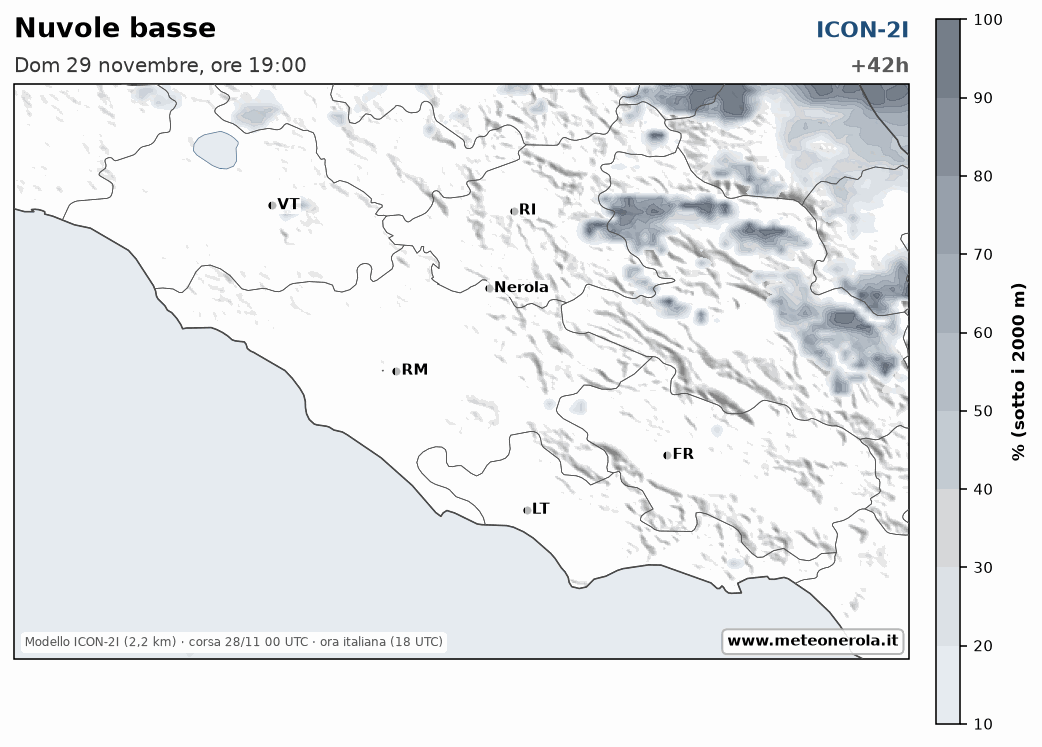 Nuvole basse
ICON-2I
Dom 29 novembre, ore 19:00
+42h
VT
RI
Nerola
RM
FR
LT
Modello ICON-2I (2,2 km) · corsa 28/11 00 UTC · ora italiana (18 UTC)
www.meteonerola.it
100
90
80
70
60
50
40
30
20
10
% (sotto i 2000 m)